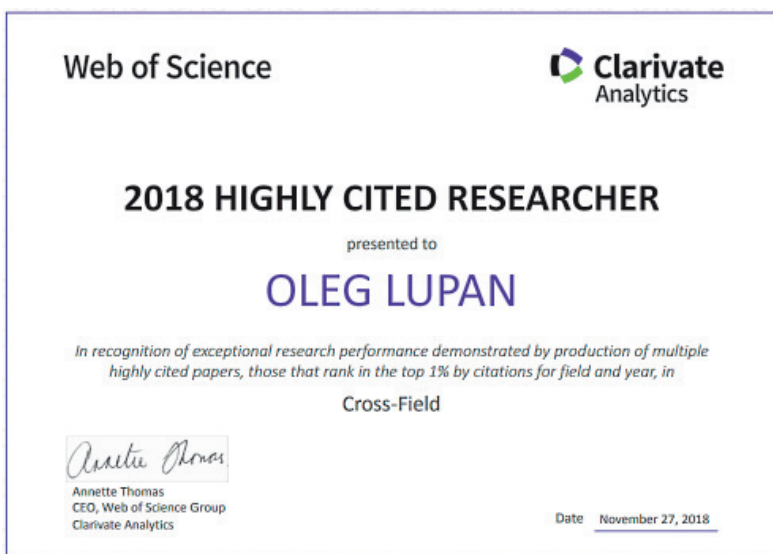 Web of Science
Clarivate
Analytics
2018 HIGHLY CITED RESEARCHER
presented to
OLEG LUPAN
In recognition of exceptional research performance demonstrated by production of multiple
highly cited papers, those that rank in the top 1% by citations for field and year, in
Cross-Field
Annette Thomas
Annette Thomas
CEO, Web of Science Group
Clarivate Analytics
Date November 27, 2018